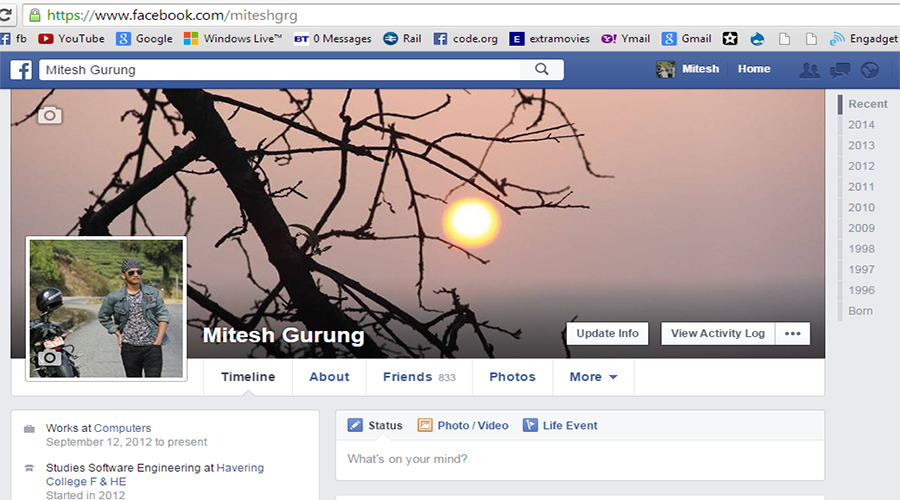 https://www.facebook.com/miteshgrg
fb YouTube Google Windows Live™ BT 0 Messages Rail code.org E extramovies Y! Ymail Gmail Engadget
f Mitesh Gurung Mitesh Home
Recent
2014
2013
2012
2011
2010
2009
1998
1997
1996
Born
Mitesh Gurung
Update Info View Activity Log •••
Timeline About Friends 833 Photos More
Works at Computers
September 12, 2012 to present
Studies Software Engineering at Havering
College F & HE
Started in 2012
Status Photo / Video Life Event
What's on your mind?